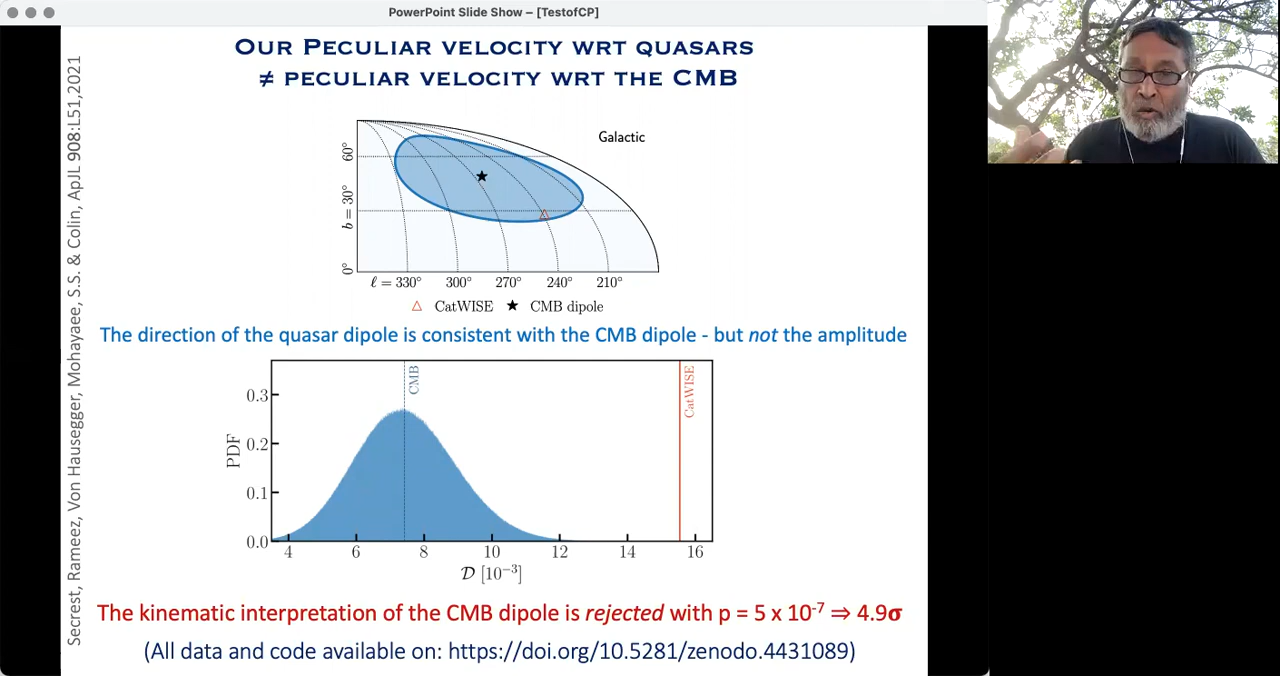 PowerPoint Slide Show – [TestofCP]
Our Peculiar velocity wrt quasars
≠ peculiar velocity wrt the CMB
Secrest, Rameez, Von Hausegger, Mohayaee, S.S. & Colin, ApJL 908:L51,2021
Galactic
60°
b = 30°
0°
ℓ = 330° 300° 270° 240° 210°
△ CatWISE ★ CMB dipole
The direction of the quasar dipole is consistent with the CMB dipole - but not the amplitude
CMB
CatWISE
PDF
0.3
0.2
0.1
0.0
4 6 8 10 12 14 16
𝒟 [10⁻³]
The kinematic interpretation of the CMB dipole is rejected with p = 5 x 10⁻⁷ ⇒ 4.9σ
(All data and code available on: https://doi.org/10.5281/zenodo.4431089)